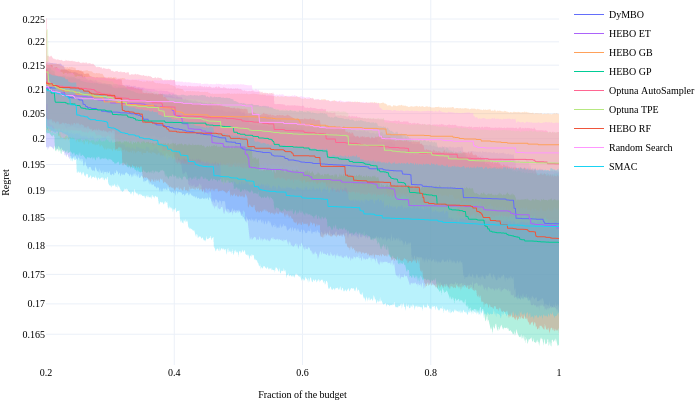 0.225
0.22
0.215
0.21
0.205
0.2
0.195
0.19
0.185
0.18
0.175
0.17
0.165
Regret
0.2
0.4
0.6
0.8
1
Fraction of the budget
DyMBO
HEBO ET
HEBO GB
HEBO GP
Optuna AutoSampler
Optuna TPE
HEBO RF
Random Search
SMAC